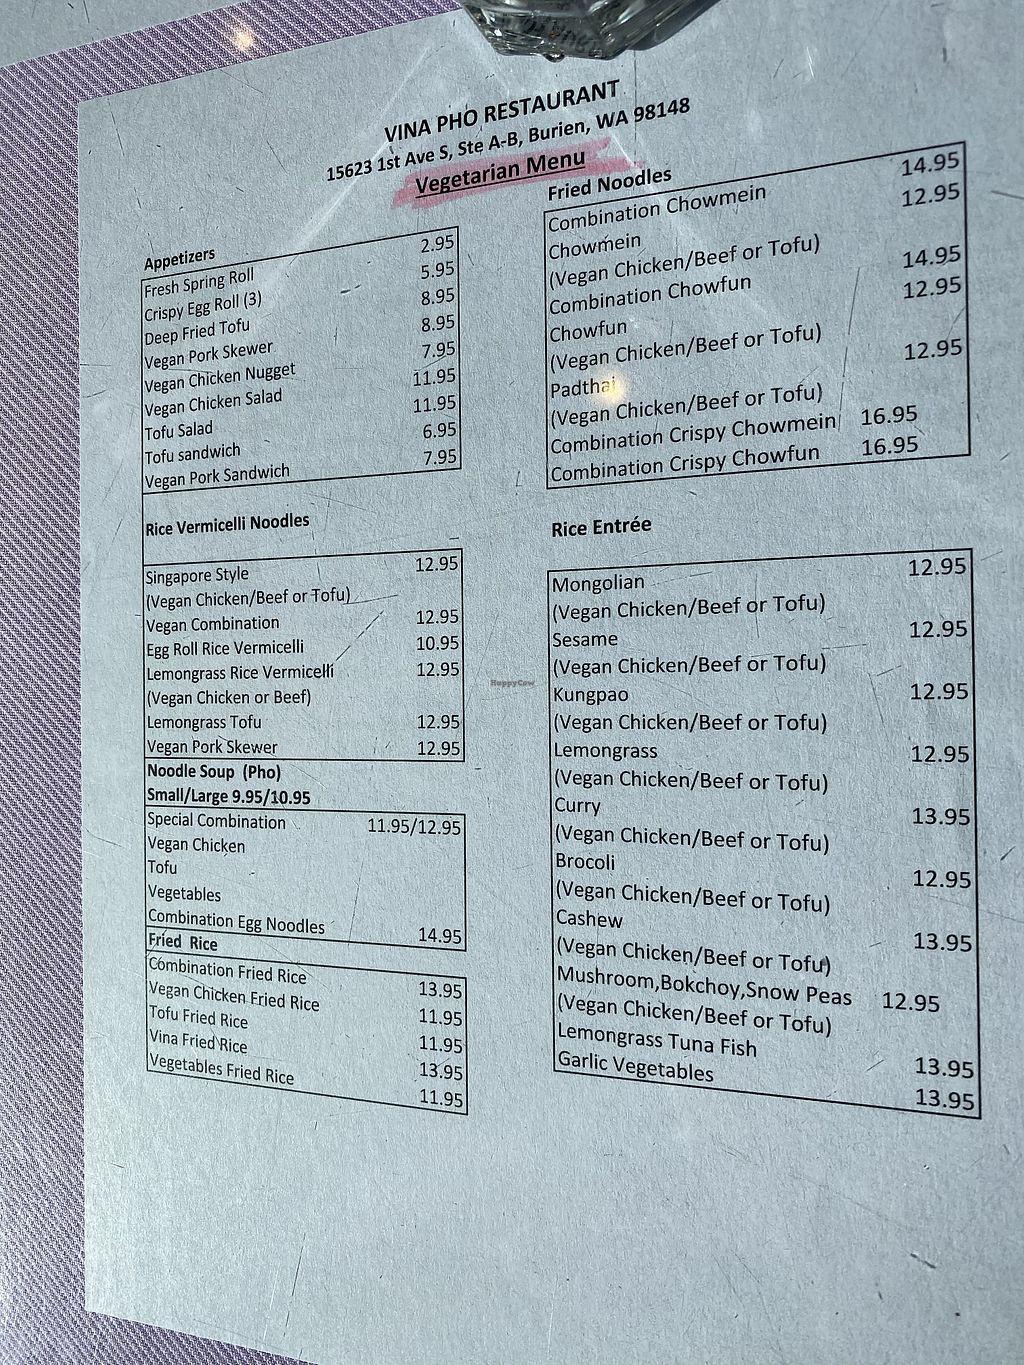 VINA PHO RESTAURANT
15623 1st Ave S, Ste A-B, Burien, WA 98148
Vegetarian Menu
Appetizers
Fresh Spring Roll 2.95
Crispy Egg Roll (3) 5.95
Deep Fried Tofu 8.95
Vegan Pork Skewer 8.95
Vegan Chicken Nugget 7.95
Vegan Chicken Salad 11.95
Tofu Salad 11.95
Tofu sandwich 6.95
Vegan Pork Sandwich 7.95
Rice Vermicelli Noodles
Singapore Style 12.95
(Vegan Chicken/Beef or Tofu)
Vegan Combination 12.95
Egg Roll Rice Vermicelli 10.95
Lemongrass Rice Vermicelli 12.95
(Vegan Chicken or Beef)
Lemongrass Tofu 12.95
Vegan Pork Skewer 12.95
Noodle Soup (Pho)
Small/Large 9.95/10.95
Special Combination 11.95/12.95
Vegan Chicken
Tofu
Vegetables
Combination Egg Noodles 14.95
Fried Rice
Combination Fried Rice 13.95
Vegan Chicken Fried Rice 11.95
Tofu Fried Rice 11.95
Vina Fried Rice 13.95
Vegetables Fried Rice 11.95
Fried Noodles
Combination Chowmein 14.95
Chowmein 12.95
(Vegan Chicken/Beef or Tofu)
Combination Chowfun 14.95
Chowfun 12.95
(Vegan Chicken/Beef or Tofu)
Padthai 12.95
(Vegan Chicken/Beef or Tofu)
Combination Crispy Chowmein 16.95
Combination Crispy Chowfun 16.95
Rice Entrée
Mongolian 12.95
(Vegan Chicken/Beef or Tofu)
Sesame 12.95
(Vegan Chicken/Beef or Tofu)
Kungpao 12.95
(Vegan Chicken/Beef or Tofu)
Lemongrass 12.95
(Vegan Chicken/Beef or Tofu)
Curry 13.95
(Vegan Chicken/Beef or Tofu)
Brocoli 12.95
(Vegan Chicken/Beef or Tofu)
Cashew 13.95
(Vegan Chicken/Beef or Tofu)
Mushroom,Bokchoy,Snow Peas 12.95
(Vegan Chicken/Beef or Tofu)
Lemongrass Tuna Fish 13.95
Garlic Vegetables 13.95
HappyCow